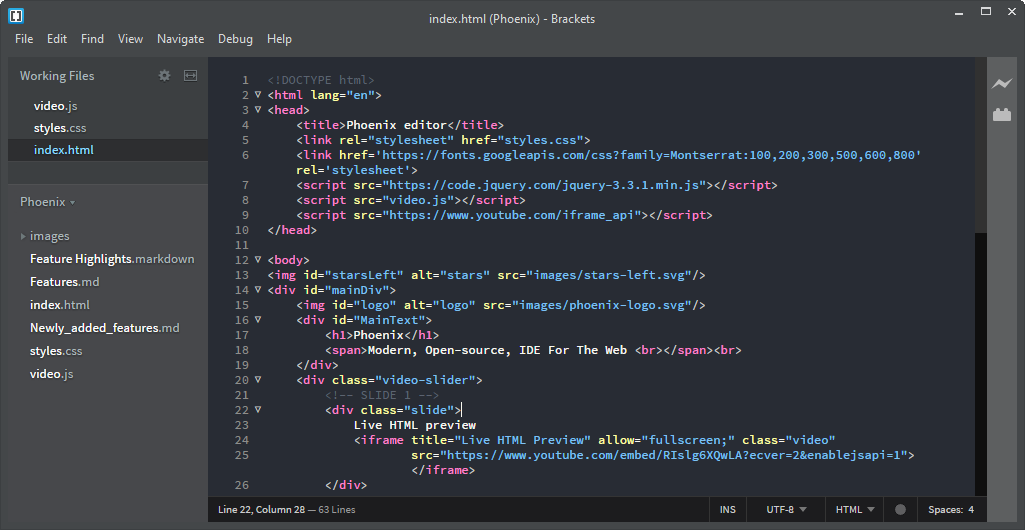 index.html (Phoenix) - Brackets
File Edit Find View Navigate Debug Help
Working Files
video.js
styles.css
index.html
Phoenix
images
Feature Highlights.markdown
Features.md
index.html
Newly_added_features.md
styles.css
video.js
1 <!DOCTYPE html>
2 <html lang="en">
3 <head>
4 <title>Phoenix editor</title>
5 <link rel="stylesheet" href="styles.css">
6 <link href='https://fonts.googleapis.com/css?family=Montserrat:100,200,300,500,600,800'
rel='stylesheet'>
7 <script src="https://code.jquery.com/jquery-3.3.1.min.js"></script>
8 <script src="video.js"></script>
9 <script src="https://www.youtube.com/iframe_api"></script>
10 </head>
11
12 <body>
13 <img id="starsLeft" alt="stars" src="images/stars-left.svg"/>
14 <div id="mainDiv">
15 <img id="logo" alt="logo" src="images/phoenix-logo.svg"/>
16 <div id="MainText">
17 <h1>Phoenix</h1>
18 <span>Modern, Open-source, IDE For The Web <br></span><br>
19 </div>
20 <div class="video-slider">
21 <!-- SLIDE 1 -->
22 <div class="slide">
23 Live HTML preview
24 <iframe title="Live HTML Preview" allow="fullscreen;" class="video"
25 src="https://www.youtube.com/embed/RIslg6XQwLA?ecver=2&enablejsapi=1">
</iframe>
26 </div>
Line 22, Column 28 — 63 Lines INS UTF-8 HTML Spaces: 4